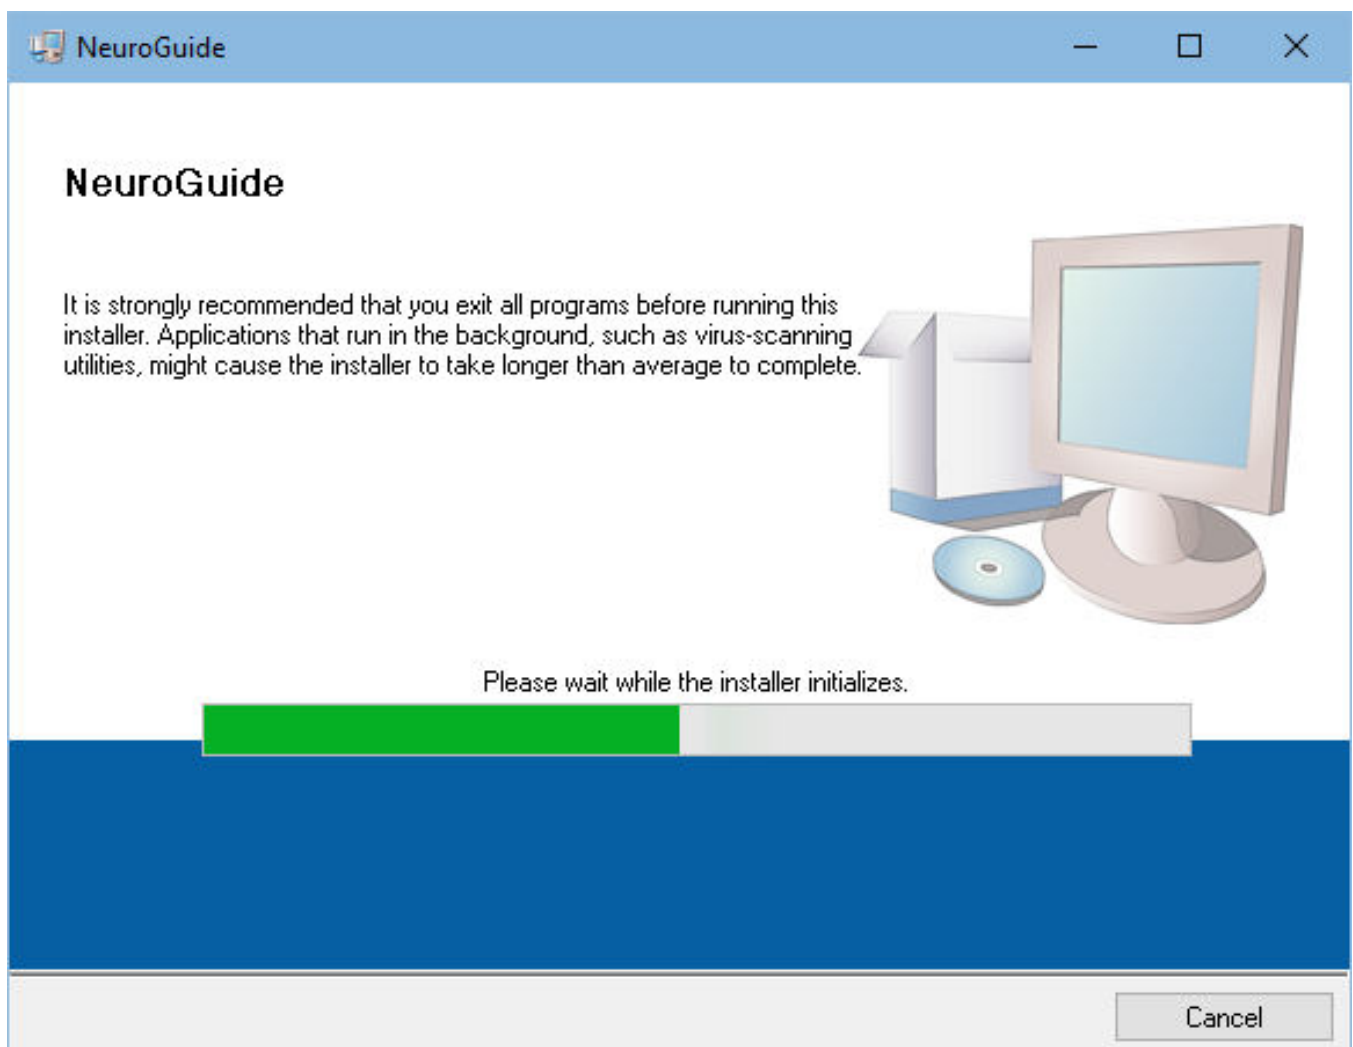 NeuroGuide
NeuroGuide
It is strongly recommended that you exit all programs before running this
installer. Applications that run in the background, such as virus-scanning
utilities, might cause the installer to take longer than average to complete.
Please wait while the installer initializes.
Cancel